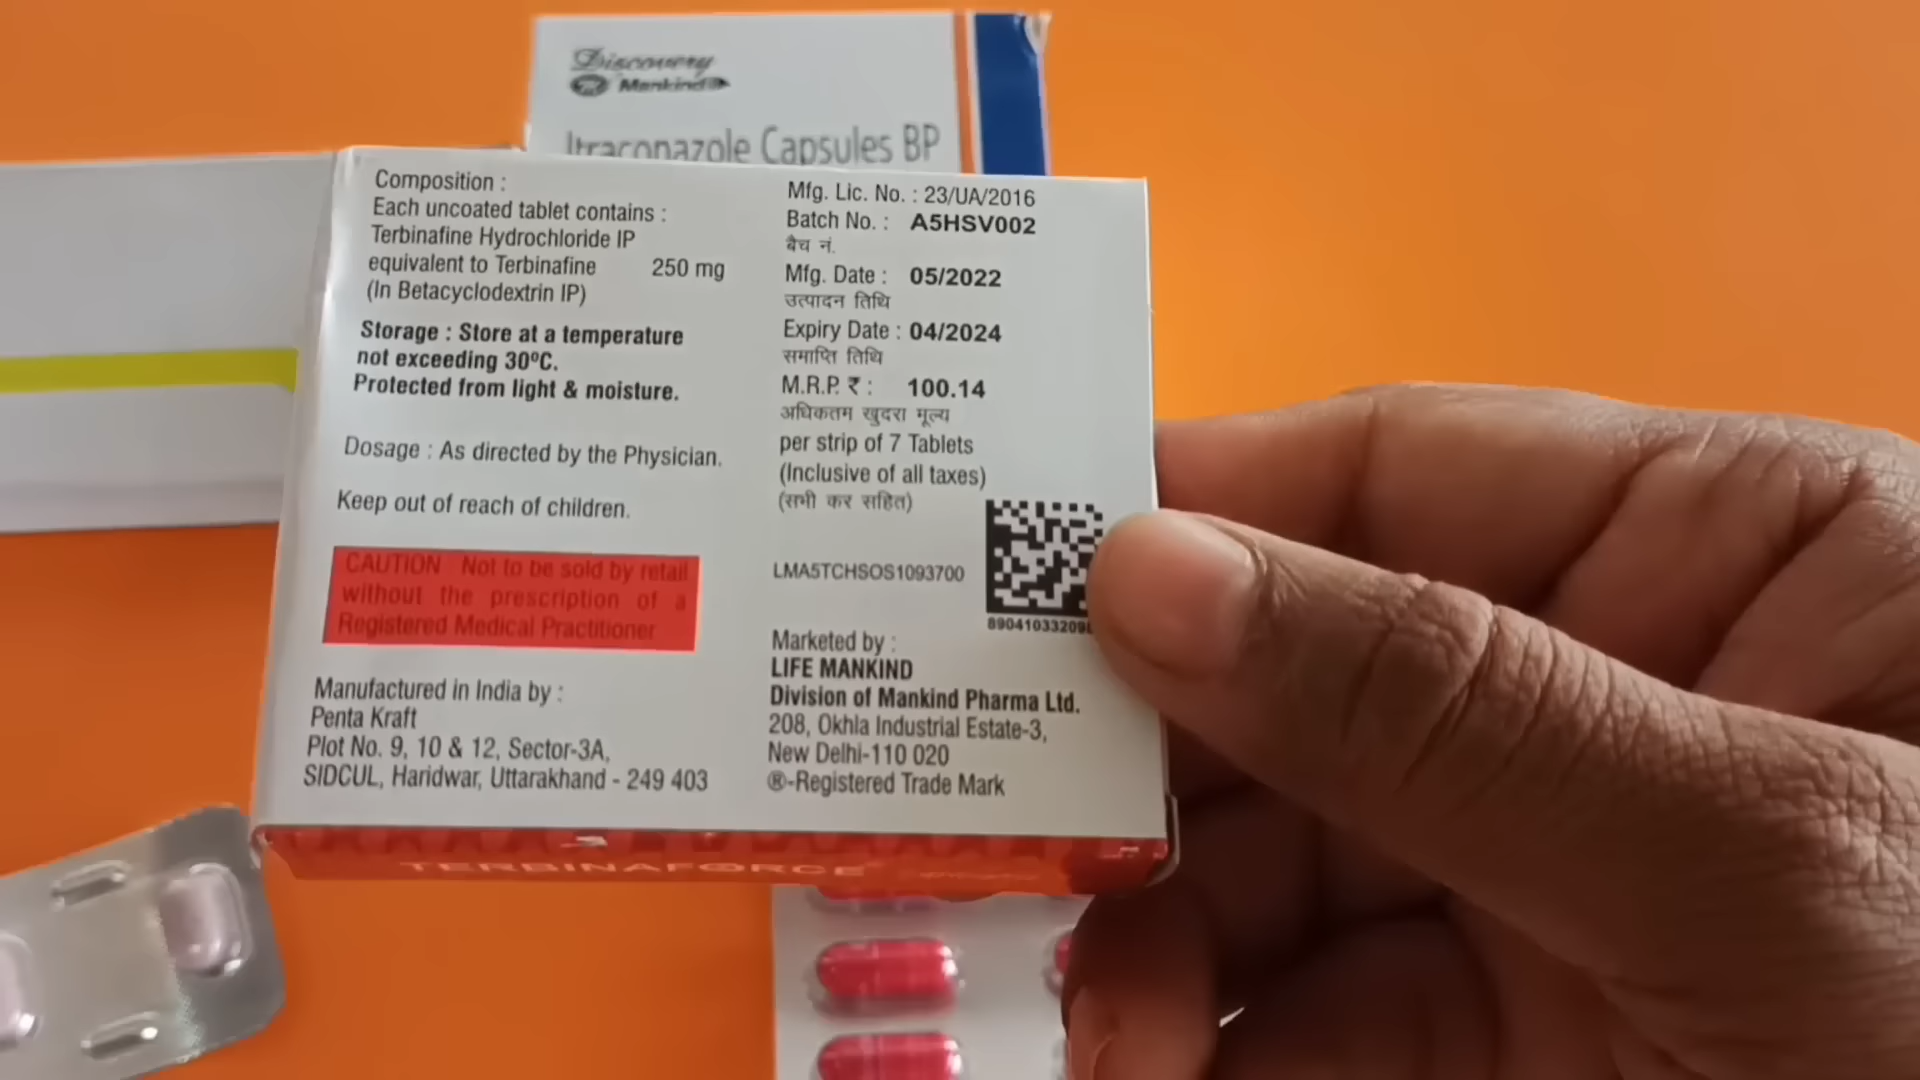 Discovery
Mankind
Itraconazole Capsules BP
Composition :
Each uncoated tablet contains :
Terbinafine Hydrochloride IP
equivalent to Terbinafine 250 mg
(In Betacyclodextrin IP)
Storage : Store at a temperature
not exceeding 30ºC.
Protected from light & moisture.
Dosage : As directed by the Physician.
Keep out of reach of children.
CAUTION Not to be sold by retail
without the prescription of a
Registered Medical Practitioner
Manufactured in India by :
Penta Kraft
Plot No. 9, 10 & 12, Sector-3A,
SIDCUL, Haridwar, Uttarakhand - 249 403
Mfg. Lic. No. : 23/UA/2016
Batch No. : A5HSV002
बैच नं.
Mfg. Date : 05/2022
उत्पादन तिथि
Expiry Date : 04/2024
समाप्ति तिथि
M.R.P. ₹ : 100.14
अधिकतम खुदरा मूल्य
per strip of 7 Tablets
(Inclusive of all taxes)
(सभी कर सहित)
LMA5TCHSOS1093700
89041033209
Marketed by :
LIFE MANKIND
Division of Mankind Pharma Ltd.
208, Okhla Industrial Estate-3,
New Delhi-110 020
®-Registered Trade Mark
TERBINAFORCE